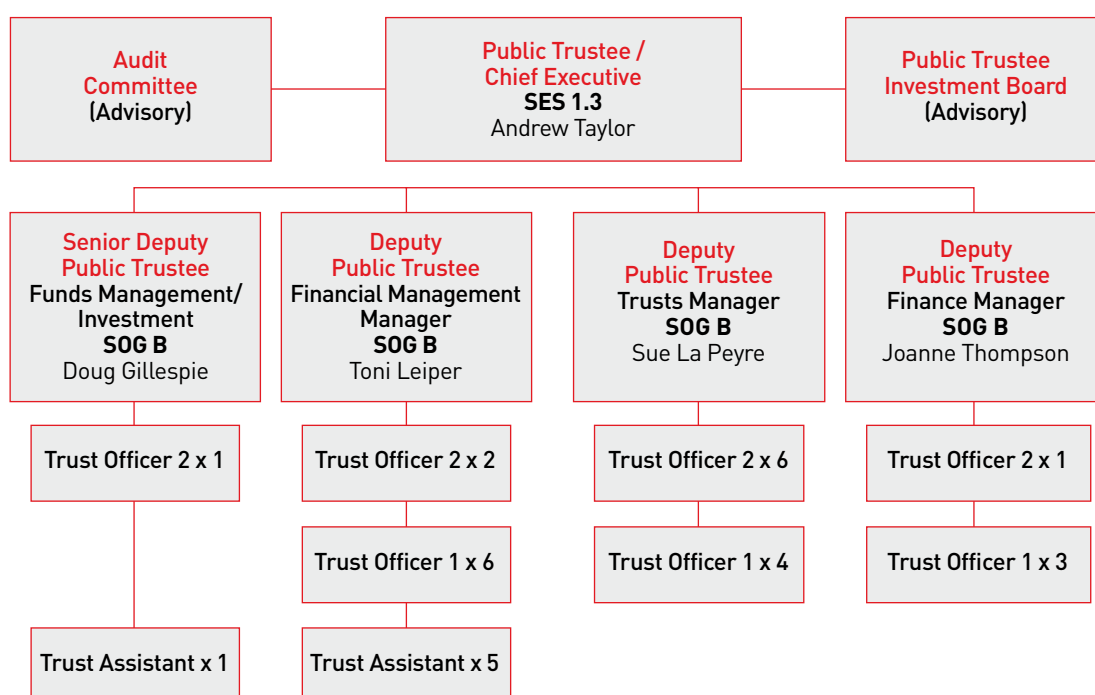 Audit
Committee
(Advisory)
Public Trustee /
Chief Executive
SES 1.3
Andrew Taylor
Public Trustee
Investment Board
(Advisory)
Senior Deputy
Public Trustee
Funds Management/
Investment
SOG B
Doug Gillespie
Deputy
Public Trustee
Financial Management
Manager
SOG B
Toni Leiper
Deputy
Public Trustee
Trusts Manager
SOG B
Sue La Peyre
Deputy
Public Trustee
Finance Manager
SOG B
Joanne Thompson
Trust Officer 2 x 1
Trust Officer 2 x 2
Trust Officer 2 x 6
Trust Officer 2 x 1
Trust Officer 1 x 6
Trust Officer 1 x 4
Trust Officer 1 x 3
Trust Assistant x 1
Trust Assistant x 5